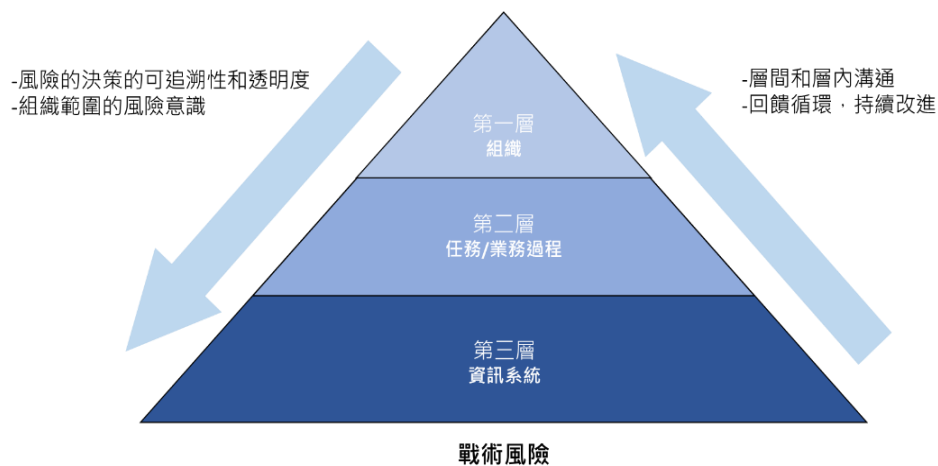 -風險的決策的可追溯性和透明度
-組織範圍的風險意識
-層間和層內溝通
-回饋循環，持續改進
第一層
組織
第二層
任務/業務過程
第三層
資訊系統
戰術風險